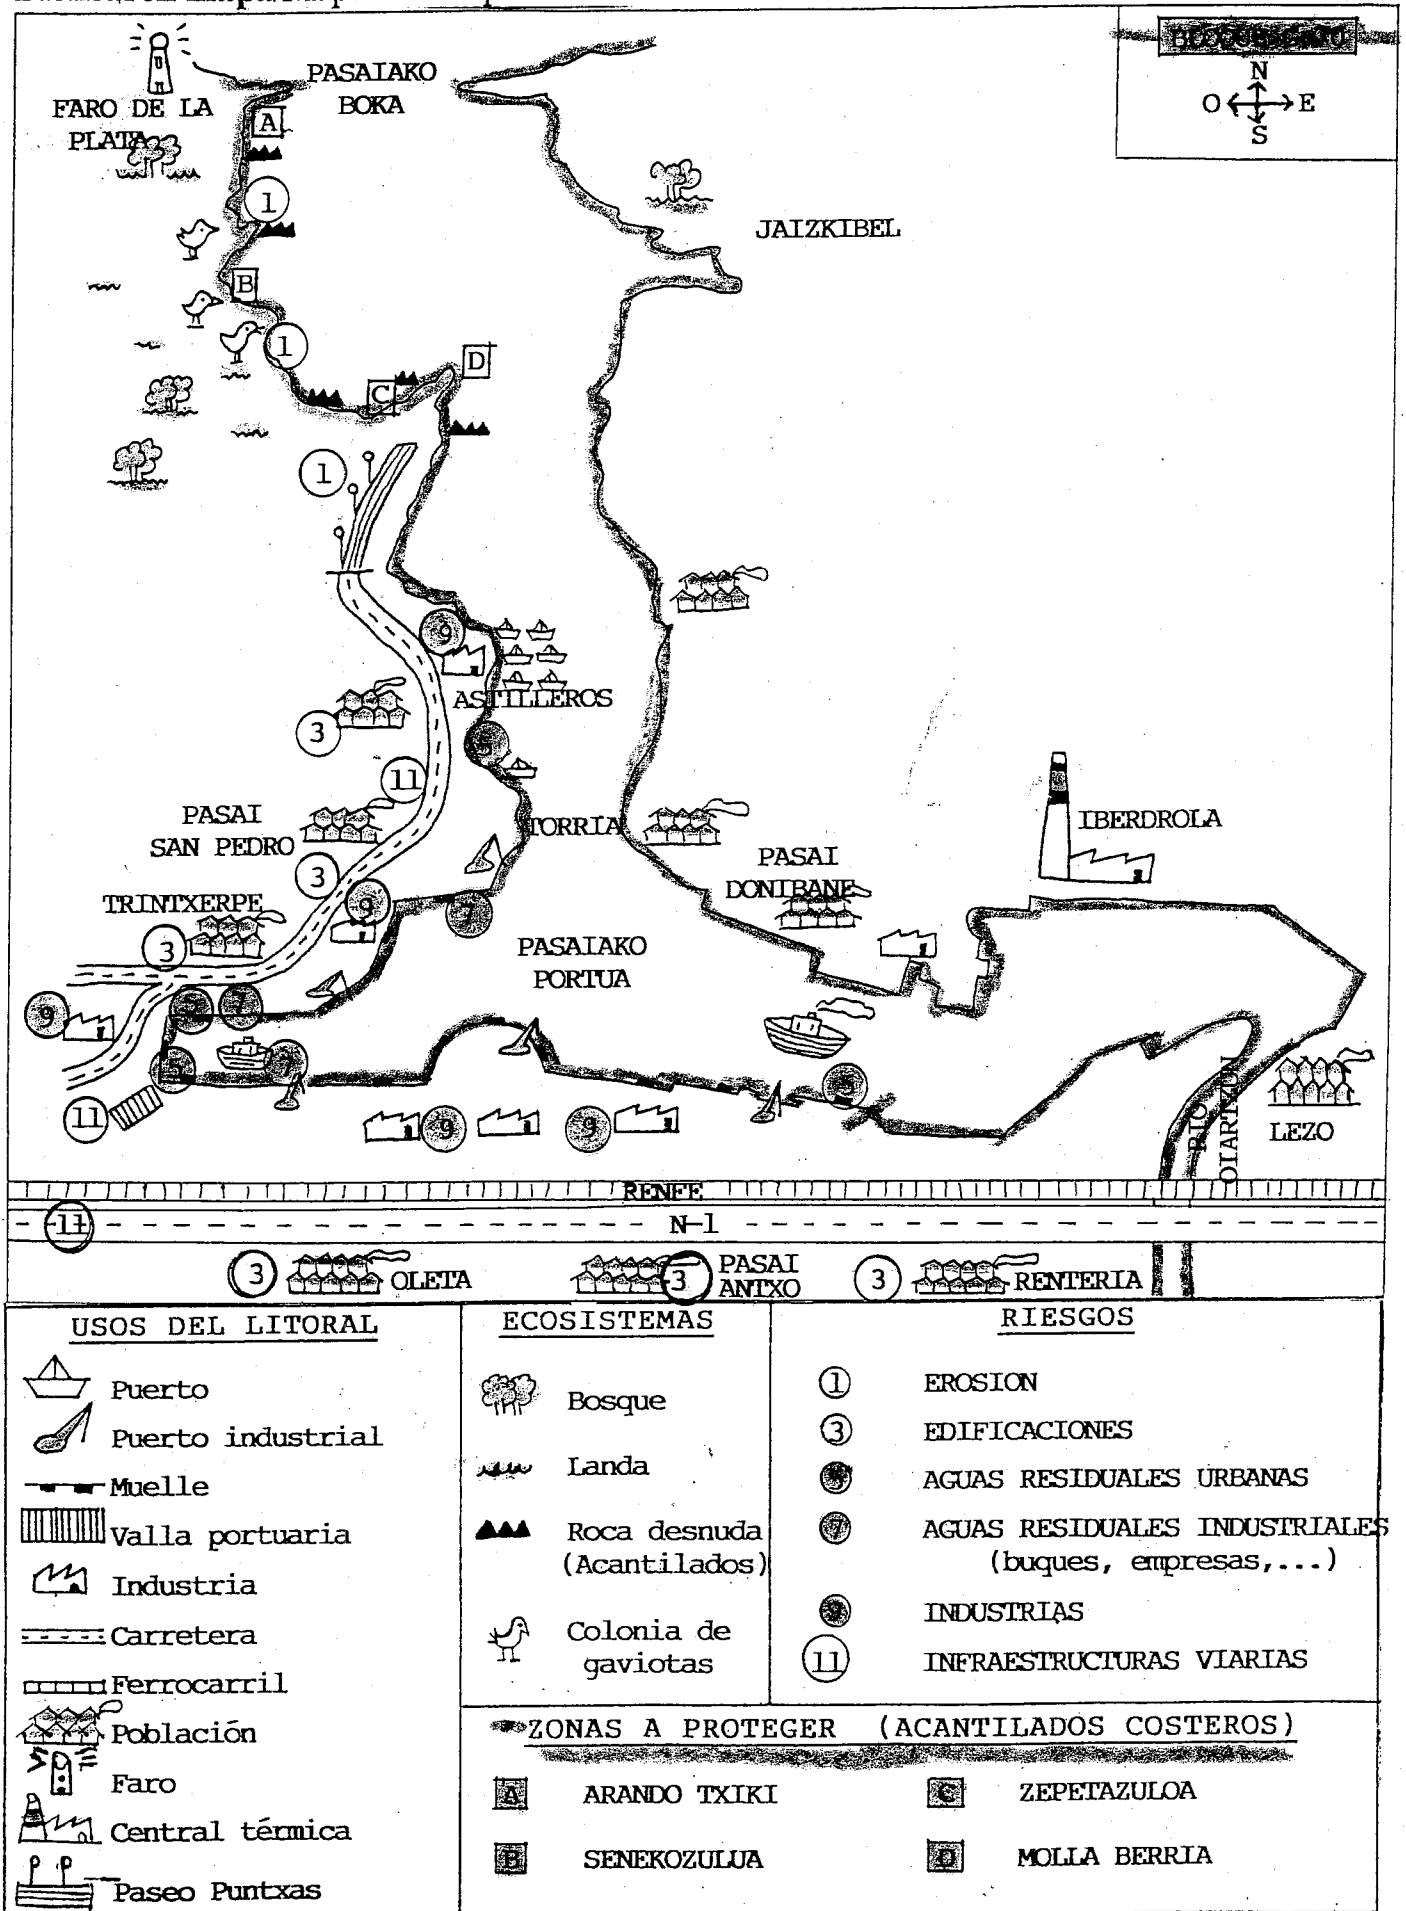 FARO DE LA
PLATA
PASAIAKO
BOKA
N
O E
S
A
1
JAIZKIBEL
B
1
D
C
1
9
ASTILLEROS
3
5
11
PASAI
SAN PEDRO
TORRIA
IBERDROLA
3
PASAI
DONIBANE
TRINTXERPE
9
7
3
PASAIAKO
PORTUA
9
5
7
5
7
5
11
9
9
RIO
OIARTZUN
LEZO
RENFE
11
N-1
3
OLETA
3
PASAI
ANTXO
3
RENTERIA
USOS DEL LITORAL
Puerto
Puerto industrial
Muelle
Valla portuaria
Industria
Carretera
Ferrocarril
Población
Faro
Central térmica
Paseo Puntxas
ECOSISTEMAS
Bosque
Landa
Roca desnuda
(Acantilados)
Colonia de
gaviotas
RIESGOS
1 EROSION
3 EDIFICACIONES
AGUAS RESIDUALES URBANAS
7 AGUAS RESIDUALES INDUSTRIALES
(buques, empresas,...)
9 INDUSTRIAS
11 INFRAESTRUCTURAS VIARIAS
ZONAS A PROTEGER (ACANTILADOS COSTEROS)
A ARANDO TXIKI
C ZEPETAZULOA
B SENEKOZULUA
D MOLLA BERRIA